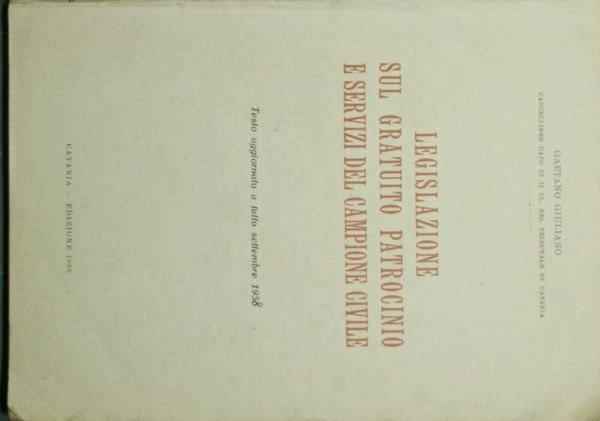 GAETANO GIULIANO
CANCELLIERE CAPO DI II CL. NEL TRIBUNALE DI CATANIA
LEGISLAZIONE
SUL GRATUITO PATROCINIO
E SERVIZI DEL CAMPIONE CIVILE
Testo aggiornato a tutto settembre 1958
CATANIA - EDIZIONE